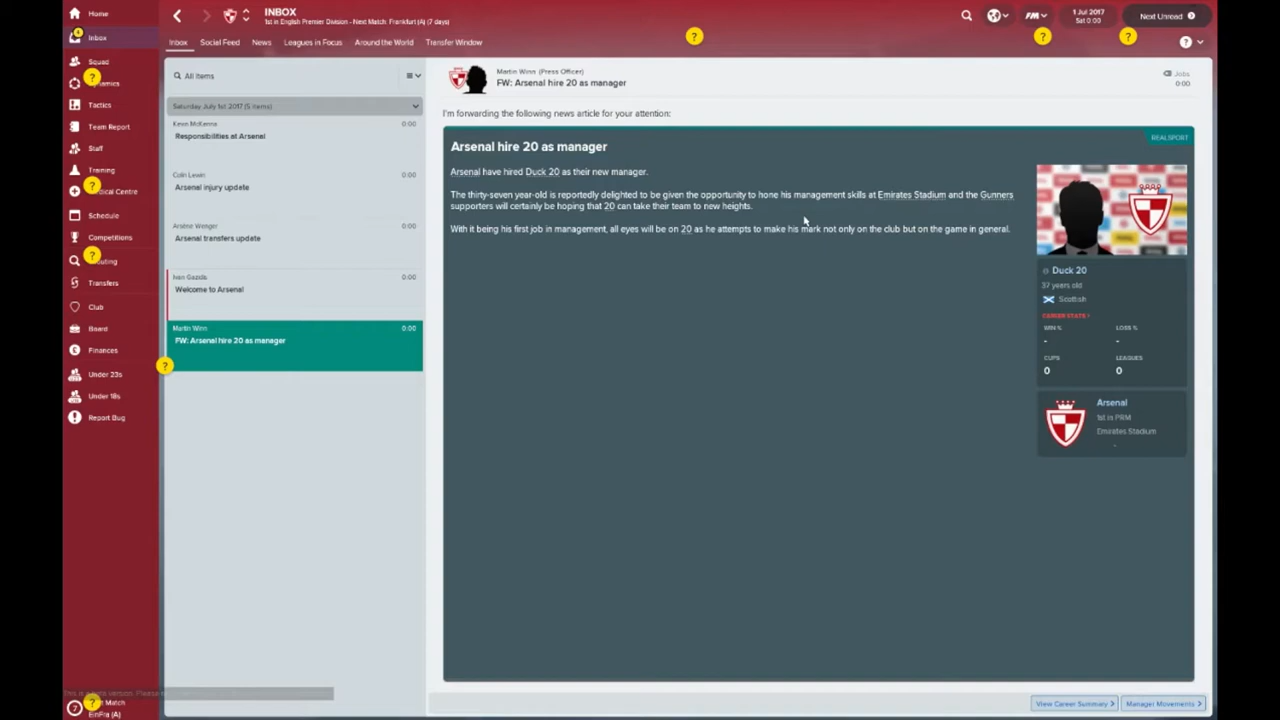 Home
Inbox
Squad
Tactics
Team Report
Staff
Training
Schedule
Competitions
Transfers
Club
Board
Finances
Under 23s
Under 18s
Report Bug
INBOX
1st in English Premier Division - Next Match: Frankfurt (A) (7 days)
FM
1 Jul 2017
Sat 0:00
Next Unread
Inbox
Social Feed
News
Leagues in Focus
Around the World
Transfer Window
All Items
Saturday July 1st 2017 (5 items)
Kevin McKenna 0:00
Responsibilities at Arsenal
Colin Lewin 0:00
Arsenal injury update
Arsène Wenger 0:00
Arsenal transfers update
Ivan Gazidis 0:00
Welcome to Arsenal
Martin Winn 0:00
FW: Arsenal hire 20 as manager
Martin Winn (Press Officer)
FW: Arsenal hire 20 as manager
Jobs
0:00
I'm forwarding the following news article for your attention:
REALSPORT
Arsenal hire 20 as manager
Arsenal have hired Duck 20 as their new manager.
The thirty-seven year-old is reportedly delighted to be given the opportunity to hone his management skills at Emirates Stadium and the Gunners
supporters will certainly be hoping that 20 can take their team to new heights.
With it being his first job in management, all eyes will be on 20 as he attempts to make his mark not only on the club but on the game in general.
Duck 20
37 years old
Scottish
CAREER STATS >
WIN % LOSS %
- -
CUPS LEAGUES
0 0
Arsenal
1st in PRM
Emirates Stadium
-
This is a beta version. Please
Match
EinFra (A)
View Career Summary >
Manager Movements >